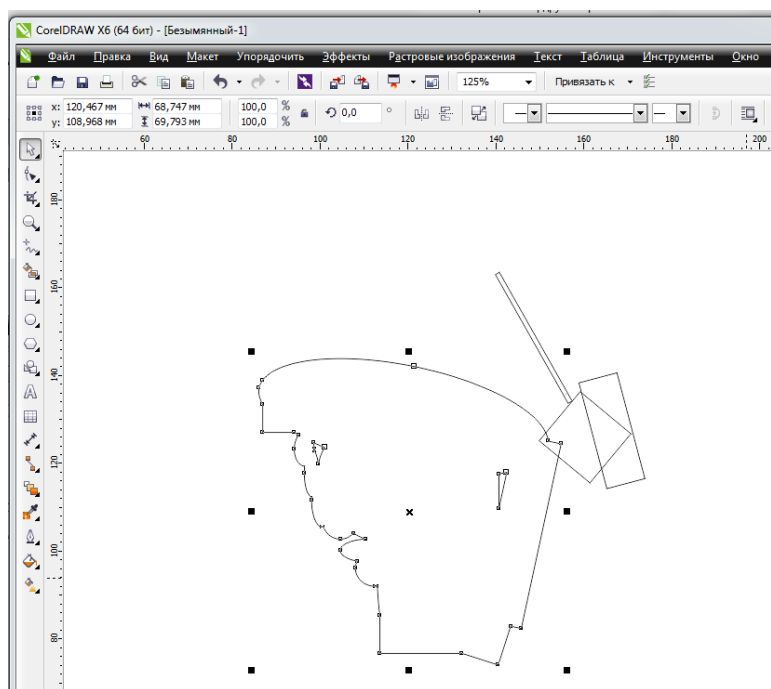 CorelDRAW X6 (64 бит) - [Безымянный-1]
Файл Правка Вид Макет Упорядочить Эффекты Растровые изображения Текст Таблица Инструменты Окно
125% Привязать к
x: 120,467 мм 68,747 мм 100,0 % 0,0 °
y: 108,968 мм 69,793 мм 100,0 %
60 80 100 120 140 160 180 200
180
160
140
120
100
80